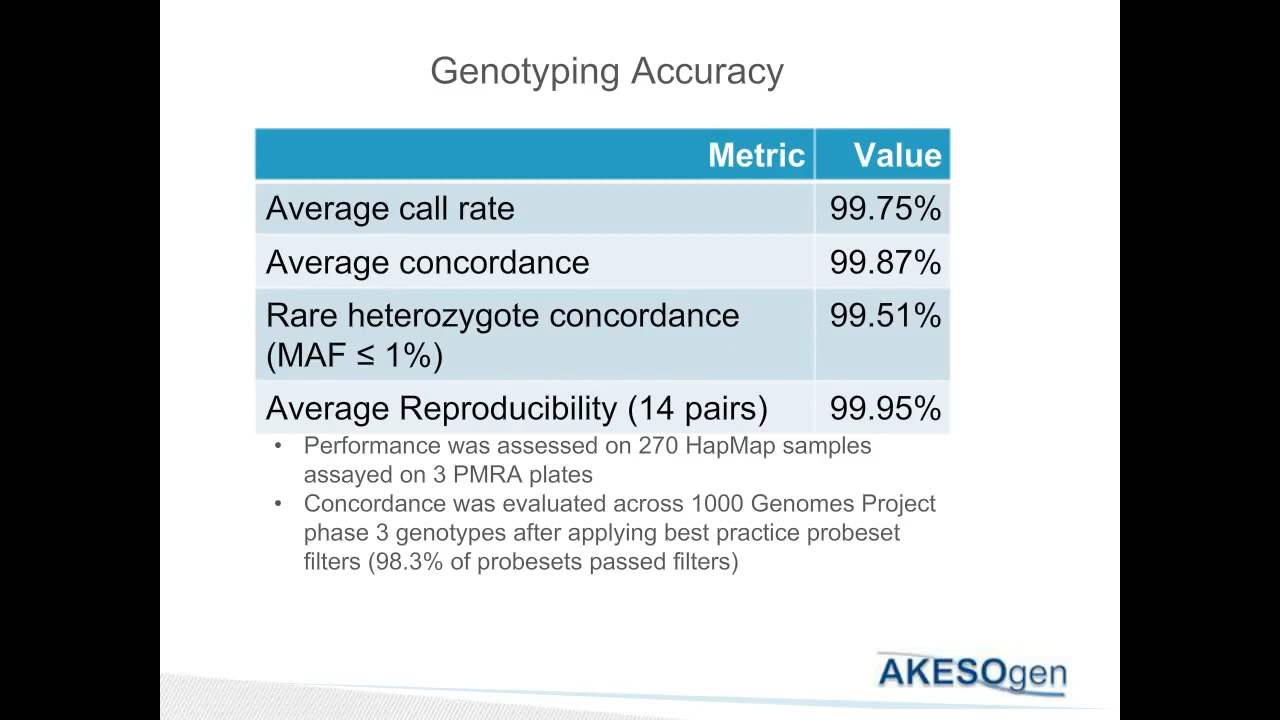 Genotyping Accuracy
Metric Value
Average call rate 99.75%
Average concordance 99.87%
Rare heterozygote concordance 99.51%
(MAF ≤ 1%)
Average Reproducibility (14 pairs) 99.95%
• Performance was assessed on 270 HapMap samples
assayed on 3 PMRA plates
• Concordance was evaluated across 1000 Genomes Project
phase 3 genotypes after applying best practice probeset
filters (98.3% of probesets passed filters)
AKESOgen